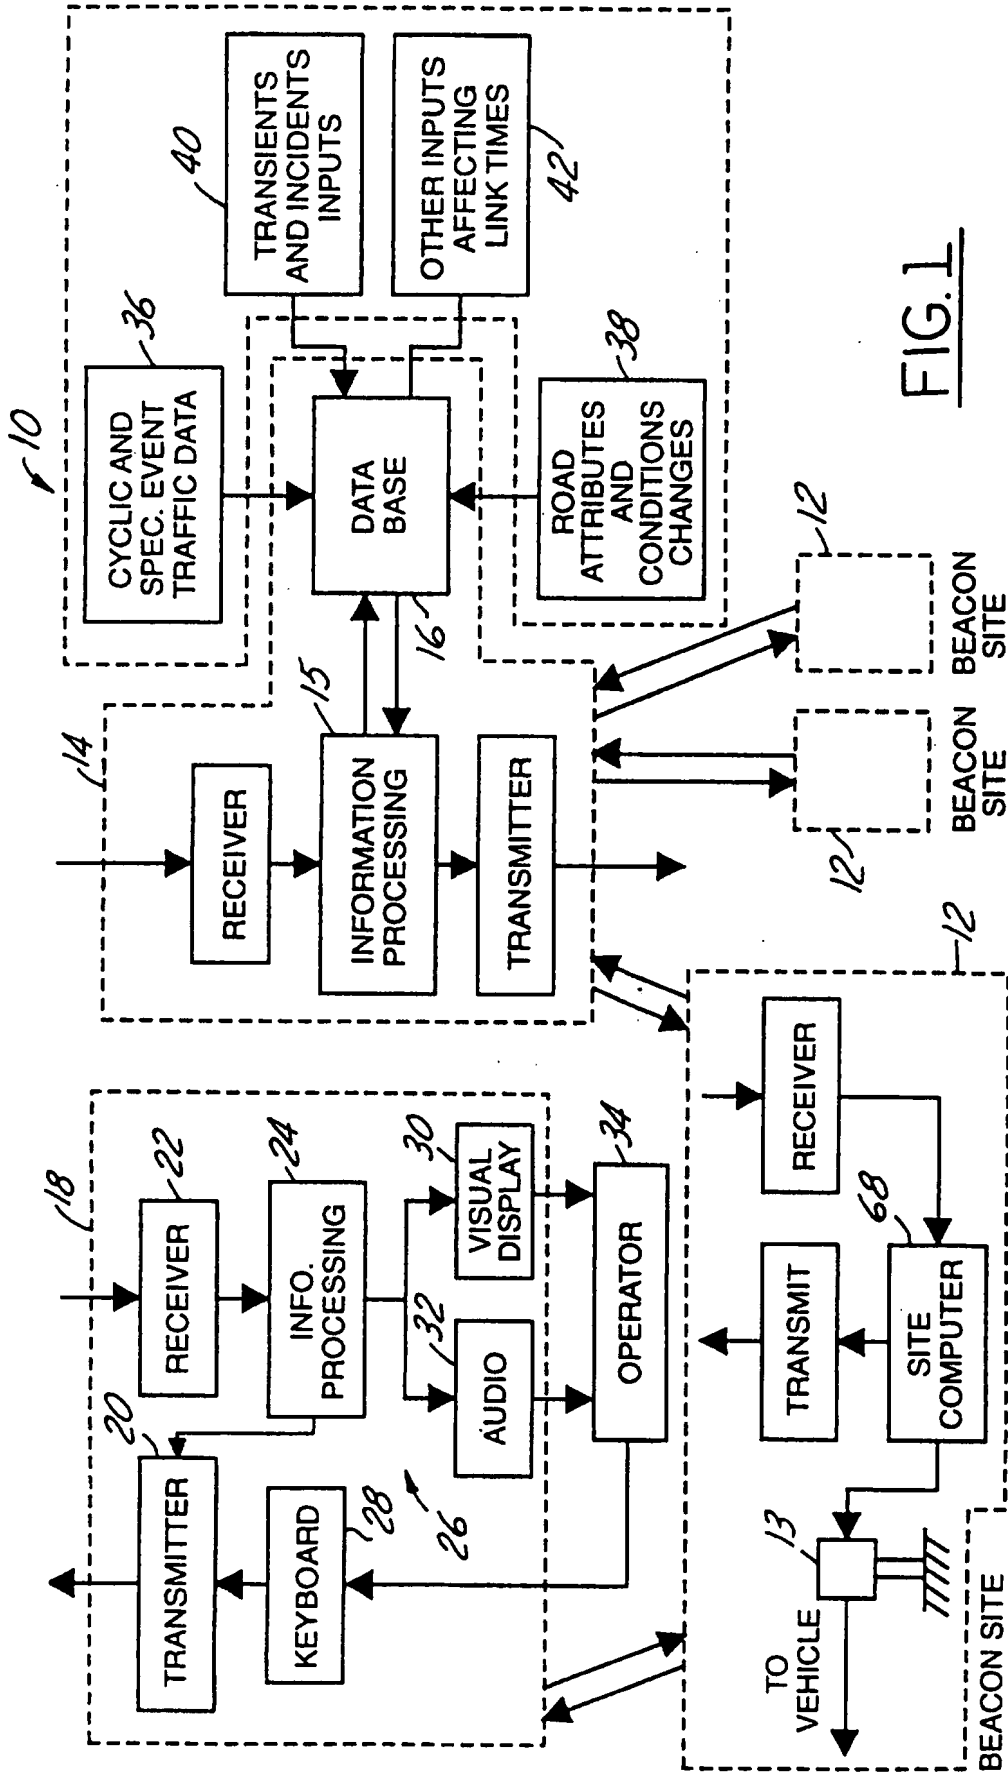 10
36
CYCLIC AND
SPEC. EVENT
TRAFFIC DATA
40
TRANSIENTS
AND INCIDENTS
INPUTS
OTHER INPUTS
AFFECTING
LINK TIMES
42
DATA
BASE
16
38
ROAD
ATTRIBUTES
AND
CONDITIONS
CHANGES
14
RECEIVER
15
INFORMATION
PROCESSING
TRANSMITTER
18
RECEIVER
22
INFO.
PROCESSING
24
TRANSMITTER
20
KEYBOARD
28
26
AUDIO
32
VISUAL
DISPLAY
30
OPERATOR
34
12
RECEIVER
TRANSMIT
SITE
COMPUTER
68
13
TO
VEHICLE
BEACON SITE
12
BEACON
SITE
12
BEACON
SITE
FIG. 1